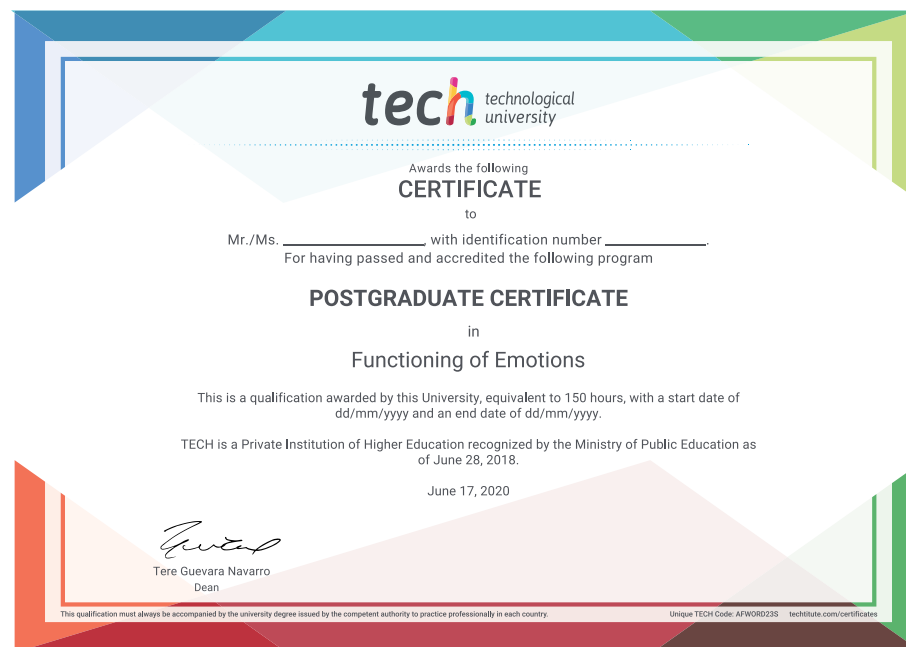 tech technological
university
Awards the following
CERTIFICATE
to
Mr./Ms. ____________________, with identification number ______________.
For having passed and accredited the following program
POSTGRADUATE CERTIFICATE
in
Functioning of Emotions
This is a qualification awarded by this University, equivalent to 150 hours, with a start date of
dd/mm/yyyy and an end date of dd/mm/yyyy.
TECH is a Private Institution of Higher Education recognized by the Ministry of Public Education as
of June 28, 2018.
June 17, 2020
Tere Guevara Navarro
Dean
This qualification must always be accompanied by the university degree issued by the competent authority to practice professionally in each country. Unique TECH Code: AFWORD23S techtitute.com/certificates